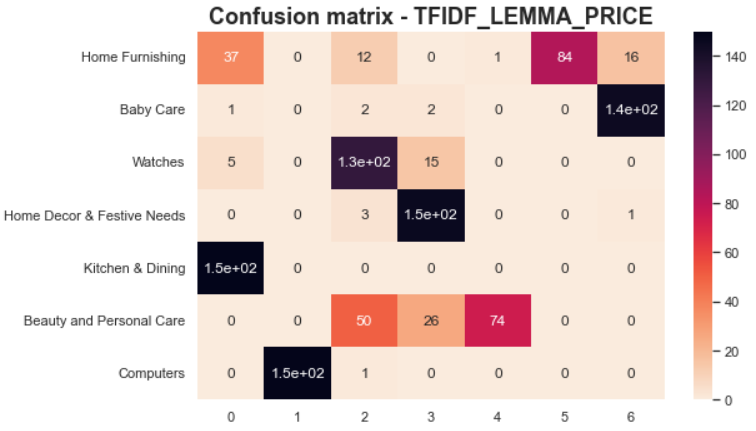 Confusion matrix - TFIDF_LEMMA_PRICE
Home Furnishing 37 0 12 0 1 84 16
Baby Care 1 0 2 2 0 0 1.4e+02
Watches 5 0 1.3e+02 15 0 0 0
Home Decor & Festive Needs 0 0 3 1.5e+02 0 0 1
Kitchen & Dining 1.5e+02 0 0 0 0 0 0
Beauty and Personal Care 0 0 50 26 74 0 0
Computers 0 1.5e+02 1 0 0 0 0
0 1 2 3 4 5 6
140
120
100
80
60
40
20
0